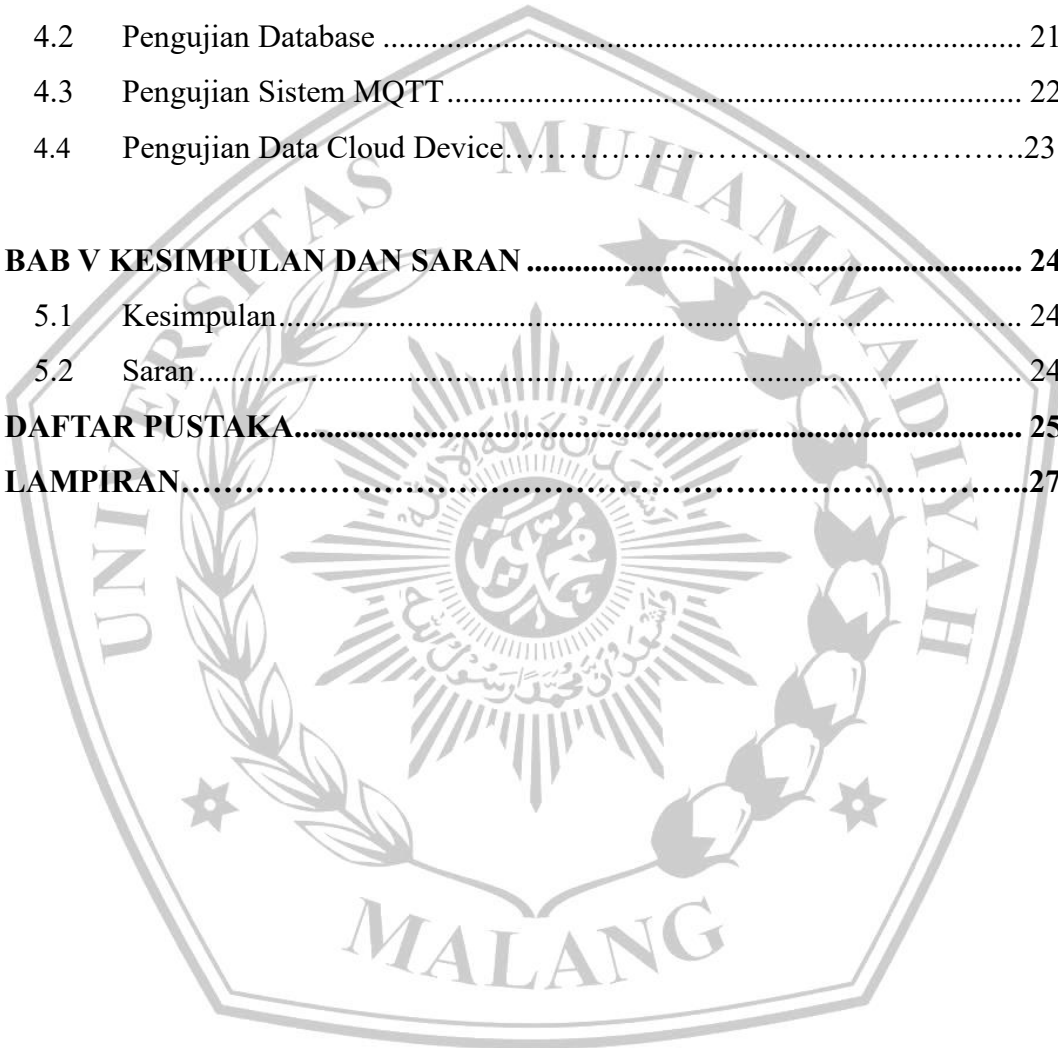 4.2 Pengujian Database ........................................................................................ 21
4.3 Pengujian Sistem MQTT ............................................................................... 22
4.4 Pengujian Data Cloud Device……………………………………………….23
BAB V KESIMPULAN DAN SARAN ..................................................................... 24
5.1 Kesimpulan ....................................................................................................... 24
5.2 Saran .................................................................................................................. 24
DAFTAR PUSTAKA ..................................................................................................... 25
LAMPIRAN…………………………………………………………………………..27
UNIVERSITAS MUHAMMADIYAH
MALANG